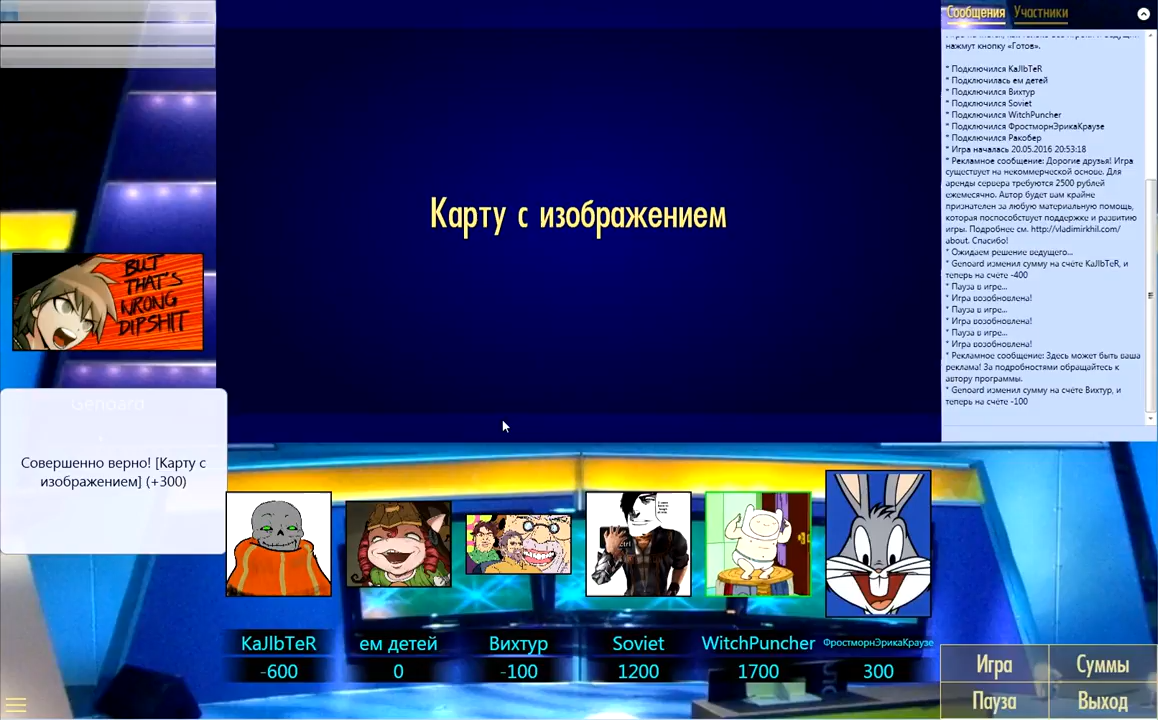 Сообщения Участники
нажмут кнопку «Готов».
* Подключился KaJlbTeR
* Подключилась ем детей
* Подключился Вихтур
* Подключился Soviet
* Подключился WitchPuncher
* Подключился ФростморнЭрикаКраузе
* Подключился Ракобер
* Игра началась 20.05.2016 20:53:18
* Рекламное сообщение: Дорогие друзья! Игра
существует на некоммерческой основе. Для
аренды сервера требуются 2500 рублей
ежемесячно. Автор будет вам крайне
признателен за любую материальную помощь,
которая поспособствует поддержке и развитию
игры. Подробнее см. http://vladimirkhil.com/
about. Спасибо!
* Ожидаем решение ведущего...
* Genoard изменил сумму на счёте KaJlbTeR, и
теперь на счёте -400
* Пауза в игре...
* Игра возобновлена!
* Пауза в игре...
* Игра возобновлена!
* Пауза в игре...
* Игра возобновлена!
* Рекламное сообщение: Здесь может быть ваша
реклама! За подробностями обращайтесь к
автору программы.
* Genoard изменил сумму на счёте Вихтур, и
теперь на счёте -100
Карту с изображением
BUT
THAT'S
WRONG
DIPSHIT
Genoard
Совершенно верно! [Карту с
изображением] (+300)
KaJlbTeR ем детей Вихтур Soviet WitchPuncher ФростморнЭрикаКраузе
-600 0 -100 1200 1700 300
Игра Суммы
Пауза Выход